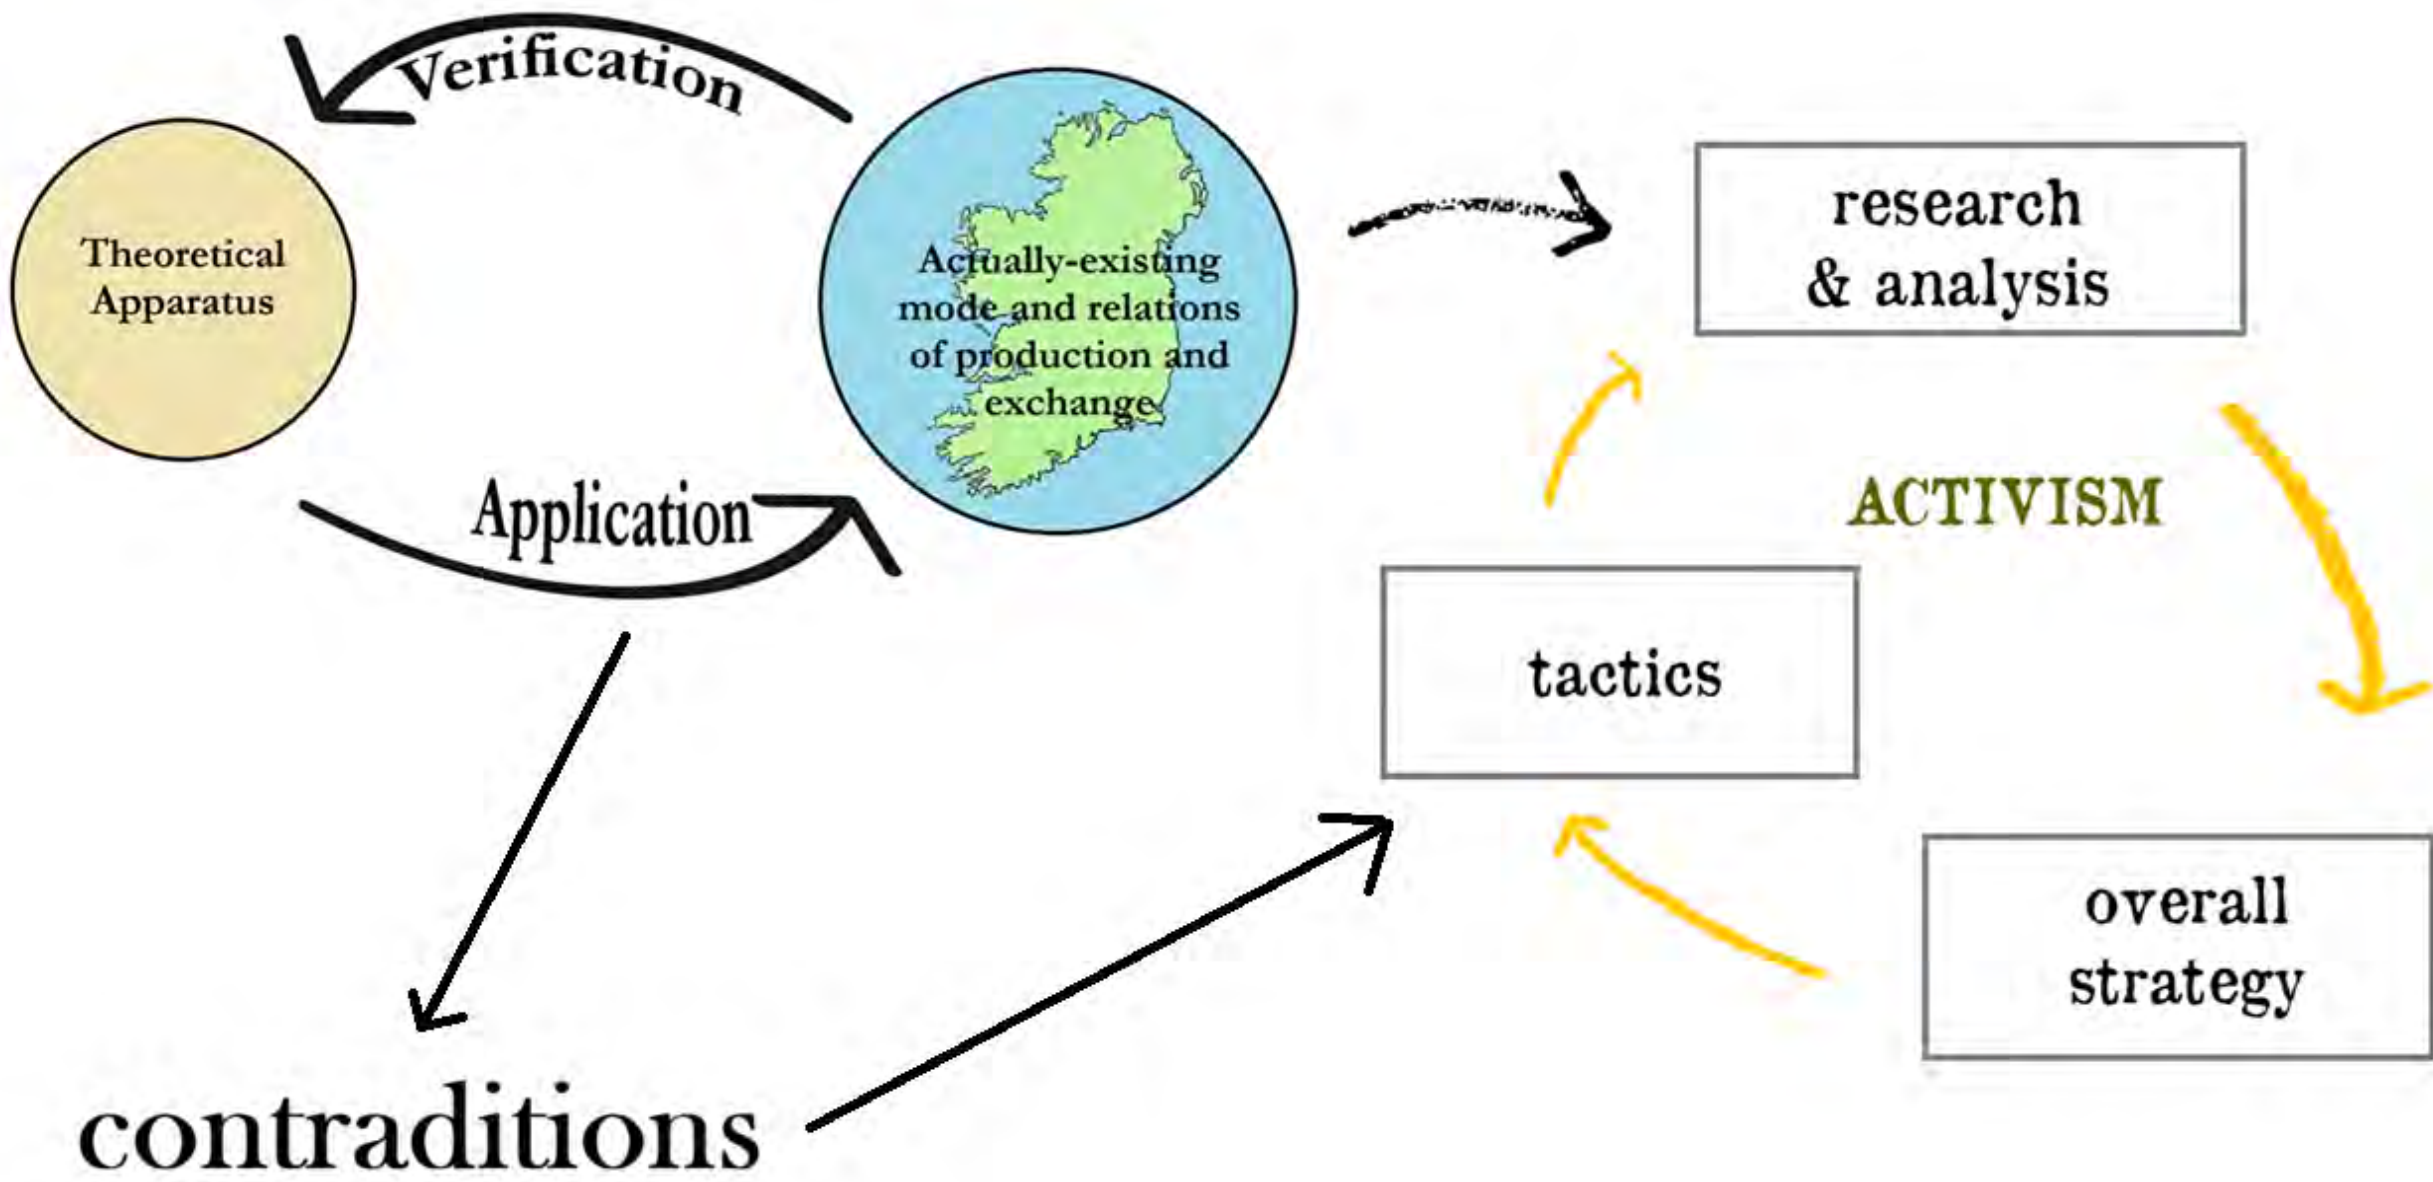 Verification
Theoretical
Apparatus
Actually-existing
mode and relations
of production and
exchange
Application
research
& analysis
ACTIVISM
tactics
overall
strategy
contraditions